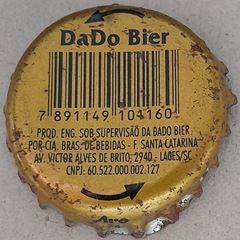 DaDo Bier
7 891149 101160
PROD. ENG. SOB SUPERVISÃO DA DADO BIER
POR CIA. BRAS. DE BEBIDAS - F. SANTA CATARINA
AV. VICTOR ALVES DE BRITO, 2940 - LAGES/SC
CNPJ: 60.522.000.002.127